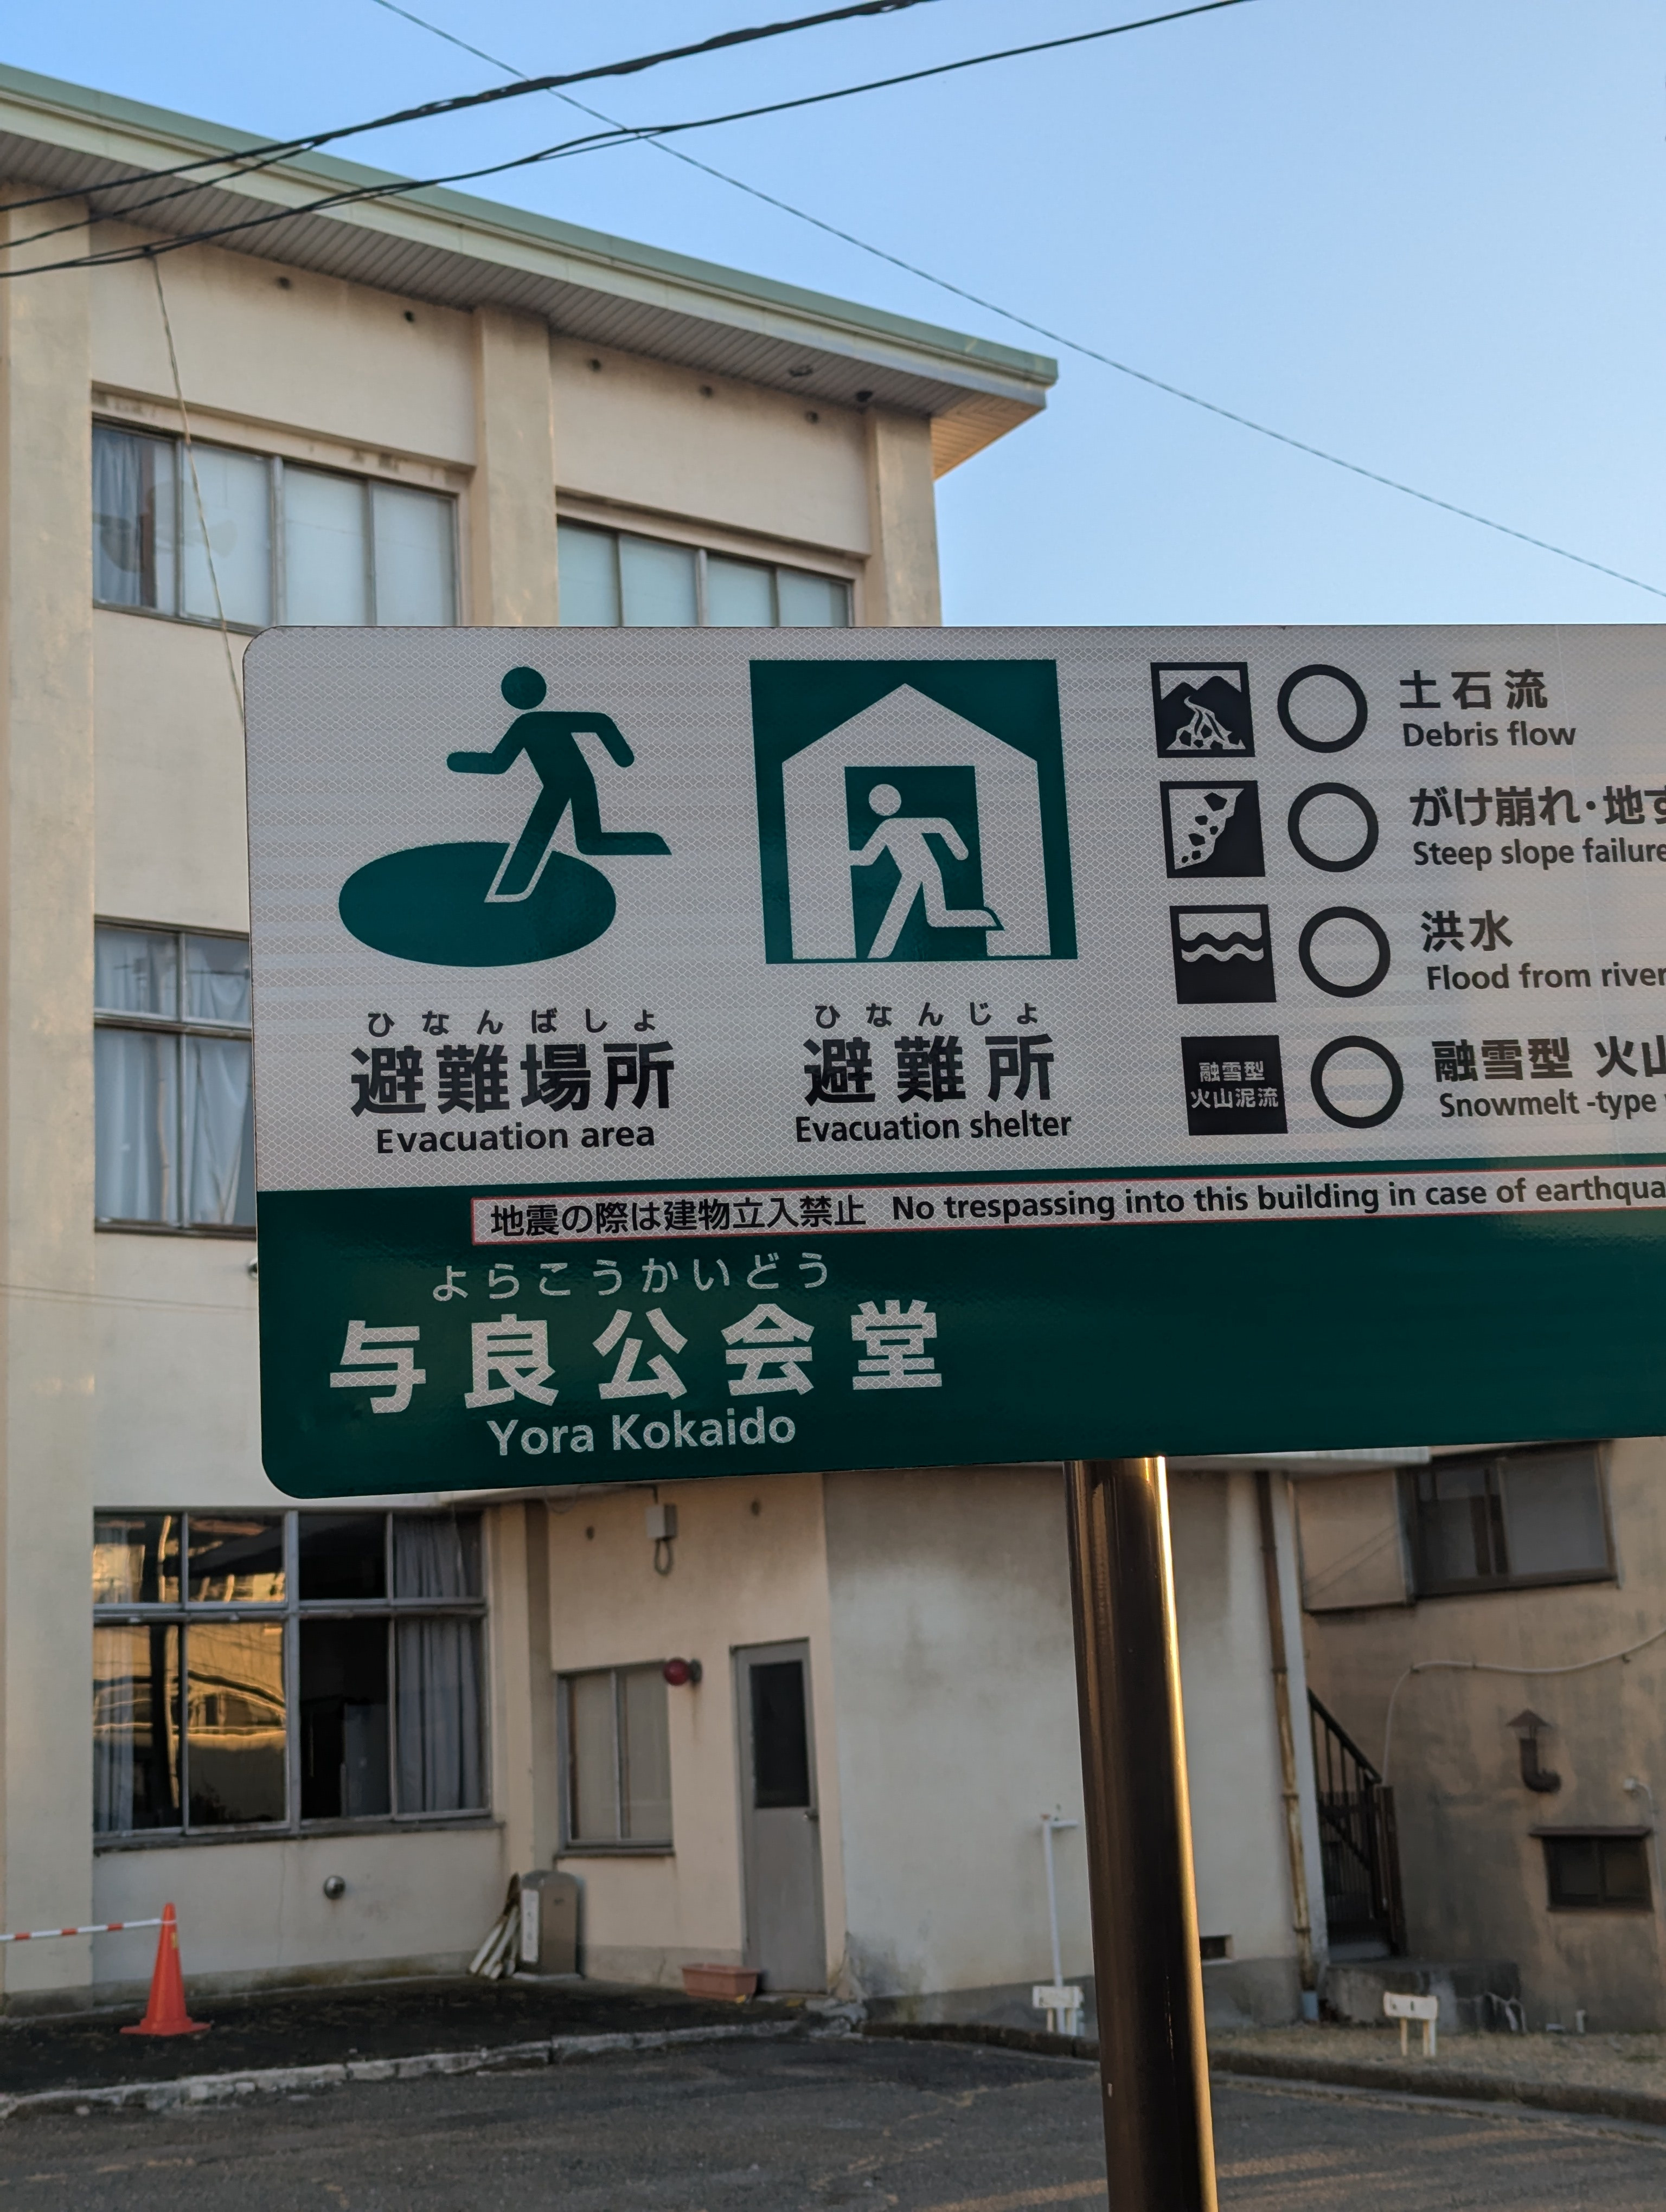 ひなんばしょ
避難場所
Evacuation area
ひなんじょ
避難所
Evacuation shelter
土石流
Debris flow
がけ崩れ・地す
Steep slope failure
洪水
Flood from river
融雪型
火山泥流
融雪型 火山
Snowmelt -type
地震の際は建物立入禁止 No trespassing into this building in case of earthqua
よらこうかいどう
与良公会堂
Yora Kokaido